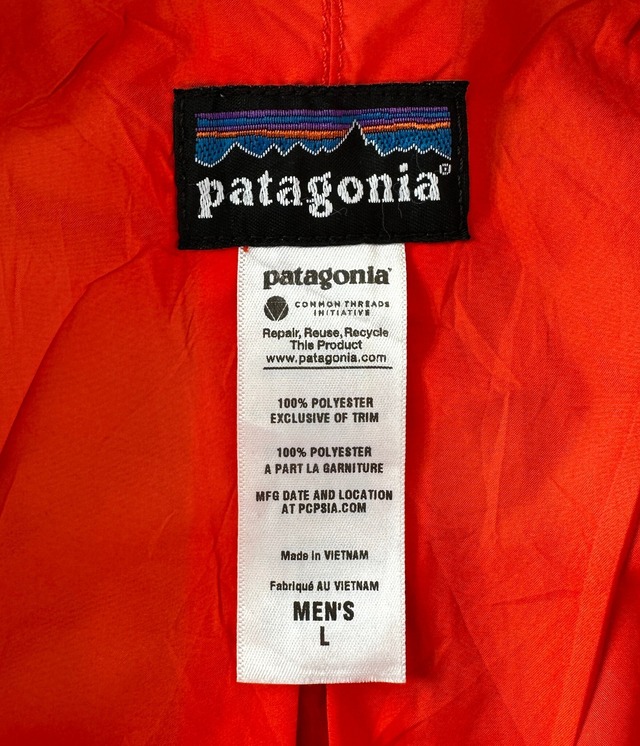 patagonia®
patagonia®
COMMON THREADS
INITIATIVE
Repair, Reuse, Recycle
This Product
www.patagonia.com
100% POLYESTER
EXCLUSIVE OF TRIM
100% POLYESTER
A PART LA GARNITURE
MFG DATE AND LOCATION
AT PCPSIA.COM
Made in VIETNAM
Fabriqué AU VIETNAM
MEN'S
L